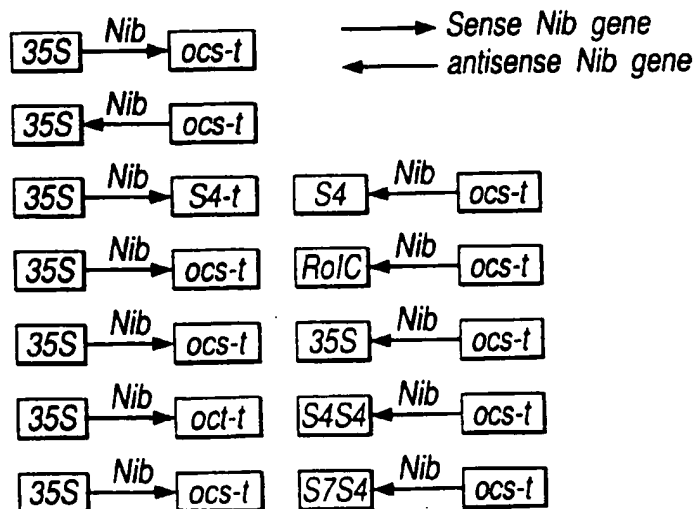 Nib Sense Nib gene
35S ocs-t antisense Nib gene
Nib
35S ocs-t
Nib Nib
35S S4-t S4 ocs-t
Nib Nib
35S ocs-t RolC ocs-t
Nib Nib
35S ocs-t 35S ocs-t
Nib Nib
35S oct-t S4S4 ocs-t
Nib Nib
35S ocs-t S7S4 ocs-t